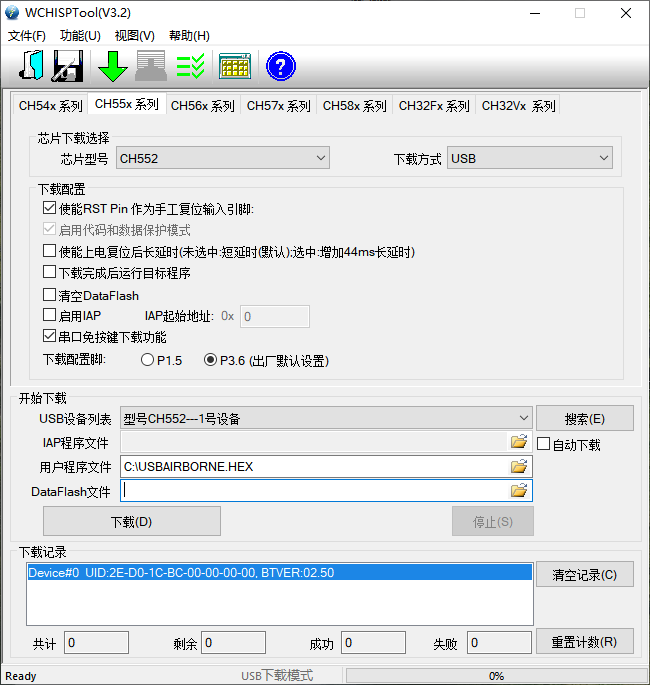 WCHISPTool(V3.2)
文件(F) 功能(U) 视图(V) 帮助(H)
CH54x 系列 CH55x 系列 CH56x 系列 CH57x 系列 CH58x 系列 CH32Fx 系列 CH32Vx 系列
芯片下载选择
芯片型号 CH552 下载方式 USB
下载配置
使能RST Pin 作为手工复位输入引脚:
启用代码和数据保护模式
使能上电复位后长延时(未选中:短延时(默认);选中:增加44ms长延时)
下载完成后运行目标程序
清空DataFlash
启用IAP IAP起始地址: 0x 0
串口免按键下载功能
下载配置脚: P1.5 P3.6 (出厂默认设置)
开始下载
USB设备列表 型号CH552---1号设备 搜索(E)
IAP程序文件 自动下载
用户程序文件 C:\USBAIRBORNE.HEX
DataFlash文件
下载(D) 停止(S)
下载记录
Device#0 UID:2E-D0-1C-BC-00-00-00-00, BTVER:02.50 清空记录(C)
共计 0 剩余 0 成功 0 失败 0 重置计数(R)
Ready USB下载模式 0%